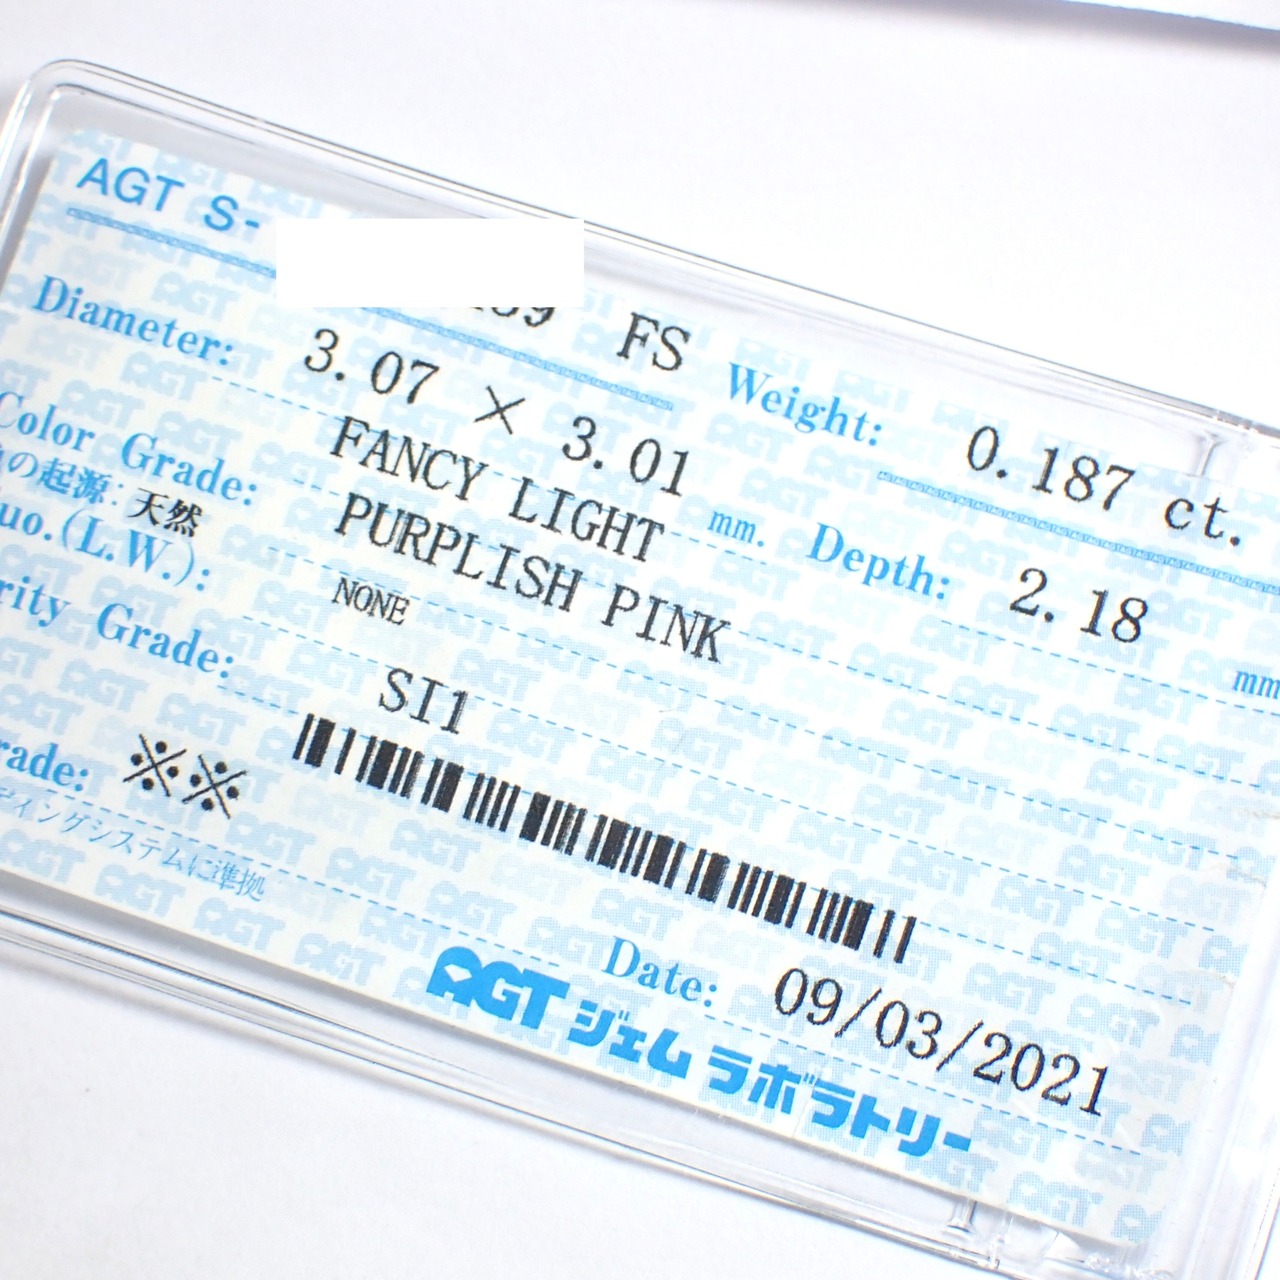 AGT S-
FS
Weight: 0.187 ct.
Diameter: 3.07 × 3.01 mm. Depth: 2.18 mm
Color Grade: FANCY LIGHT
PURPLISH PINK
の起源: 天然
uo.(L.W.): NONE
rity Grade: SI1
rade: ※※
ィングシステムに準拠
Date: 09/03/2021
AGT ジェム ラボラトリー